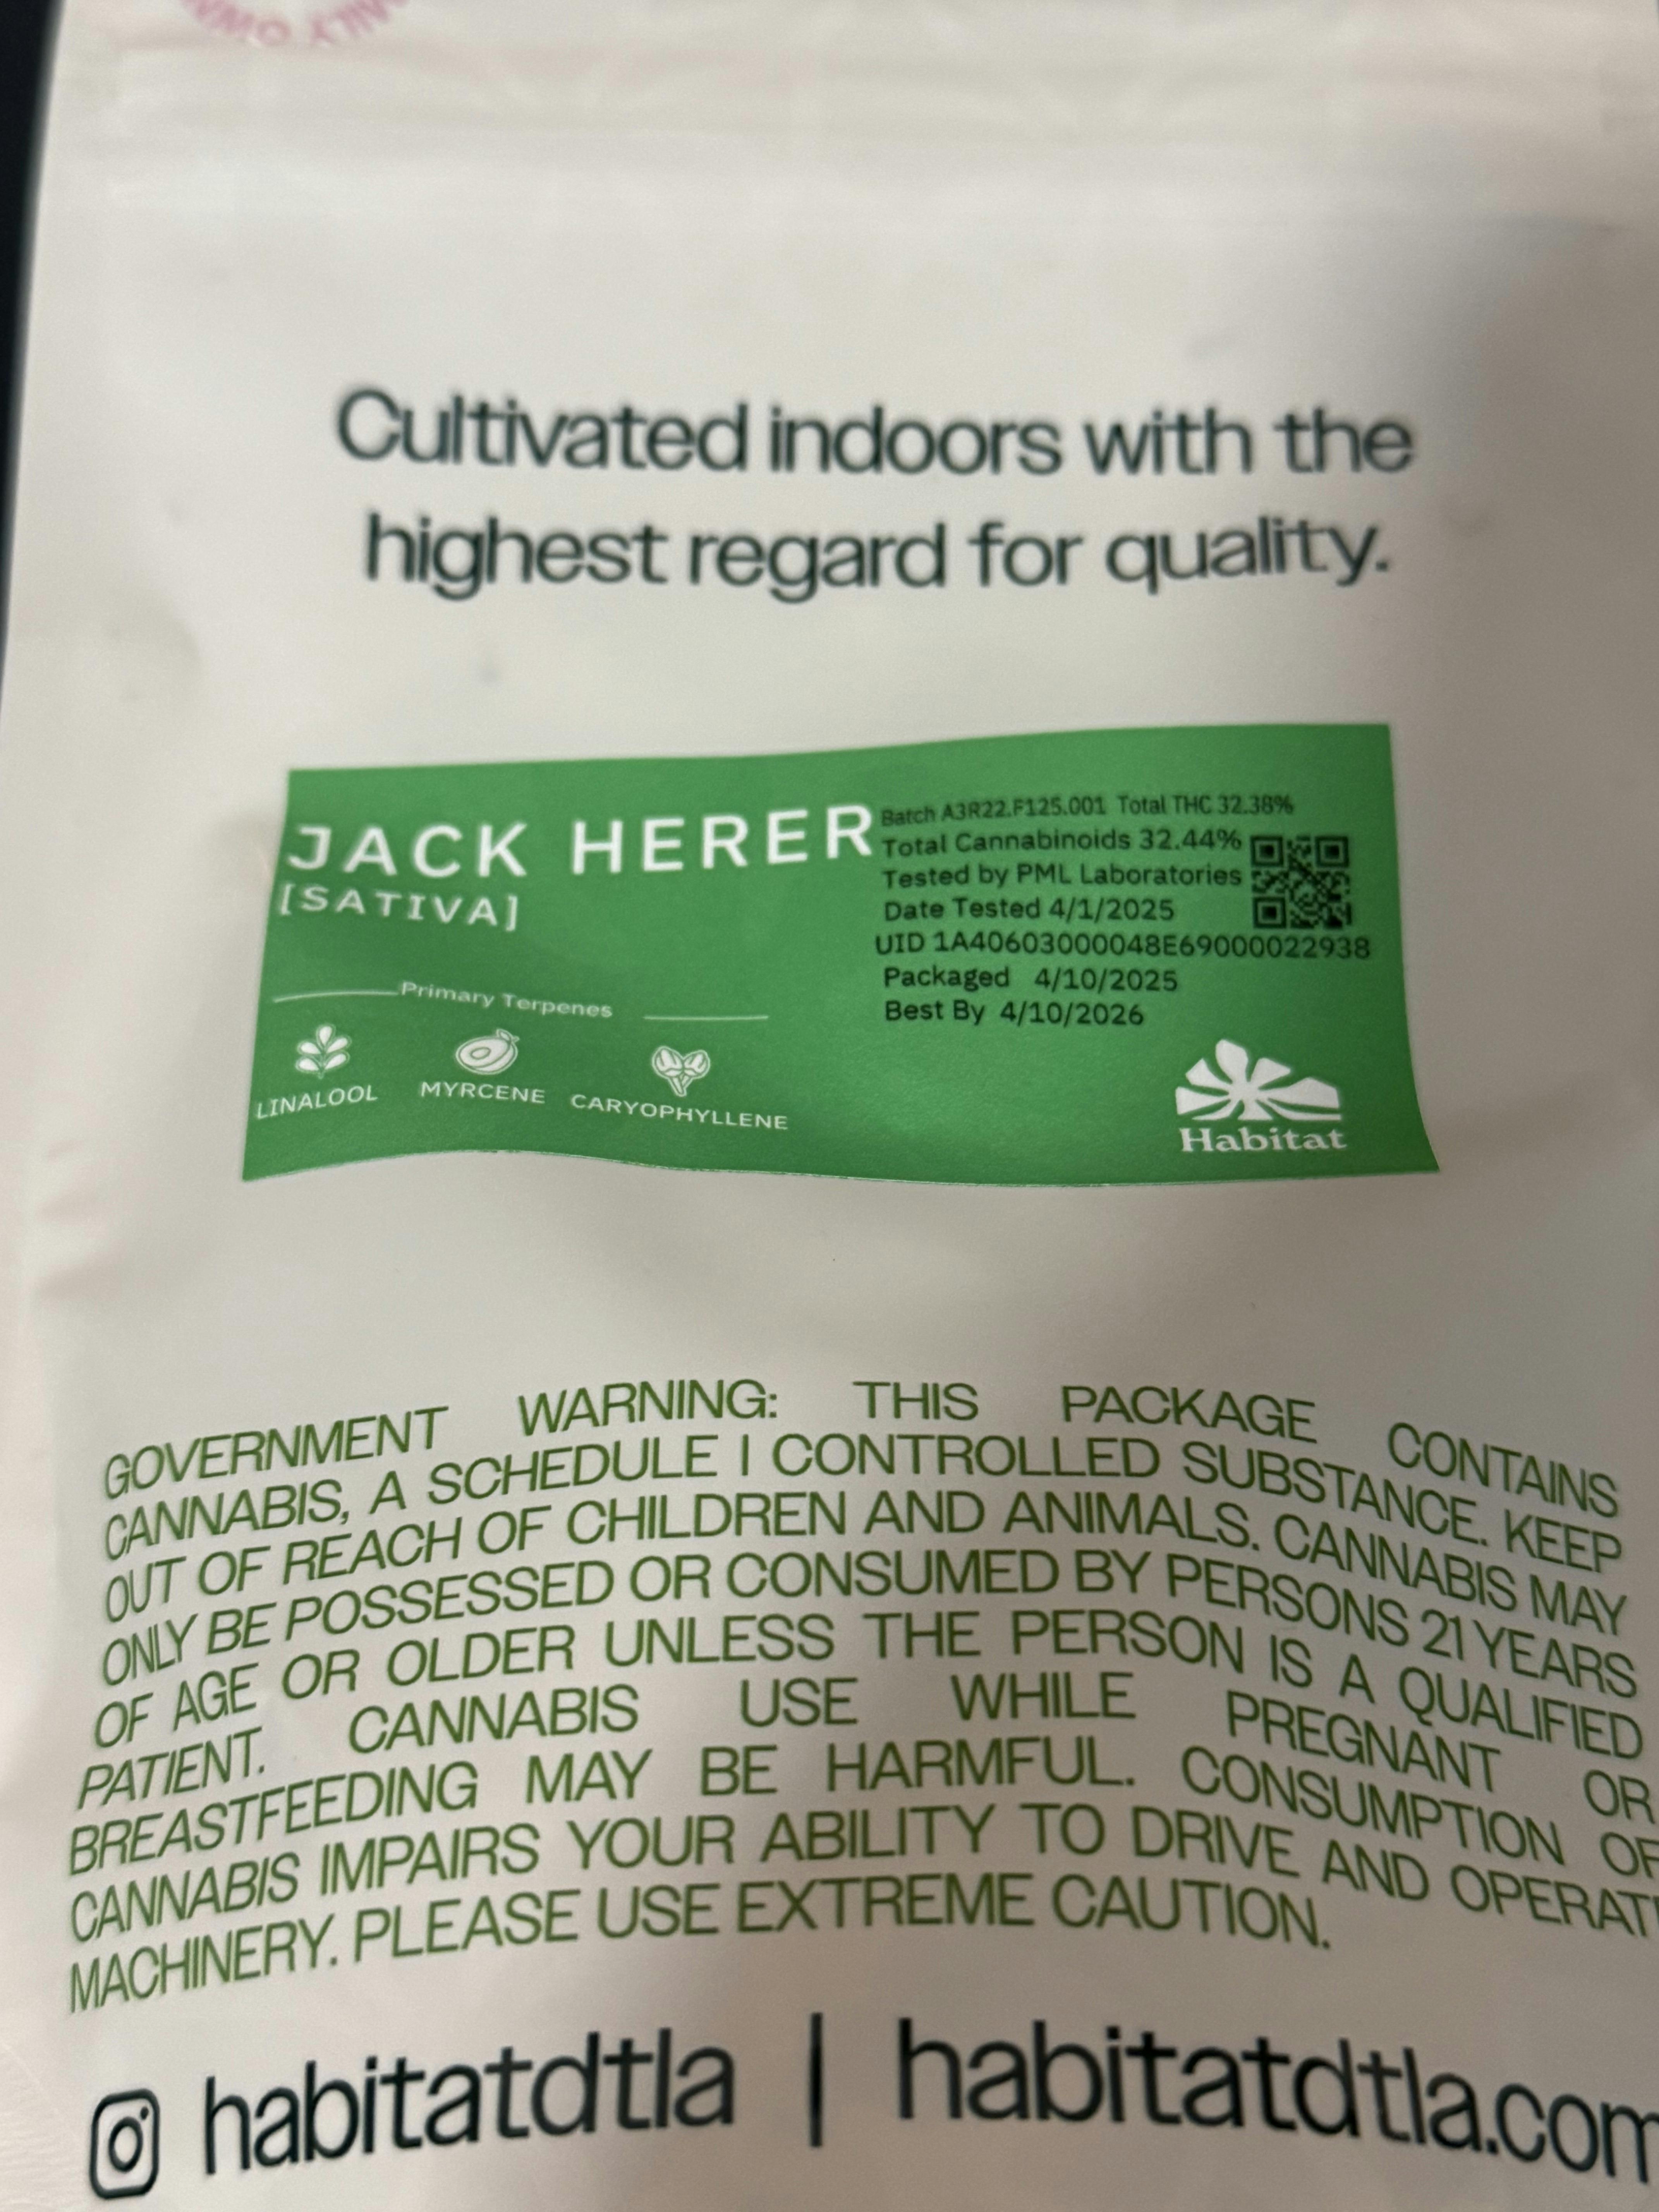 Cultivated indoors with the
highest regard for quality.
JACK HERER
[SATIVA]
Primary Terpenes
LINALOOL MYRCENE CARYOPHYLLENE
Batch A3R22.F125.001 Total THC 32.38%
Total Cannabinoids 32.44%
Tested by PML Laboratories
Date Tested 4/1/2025
UID 1A40603000048E69000022938
Packaged 4/10/2025
Best By 4/10/2026
Habitat
GOVERNMENT WARNING: THIS PACKAGE CONTAINS
CANNABIS, A SCHEDULE I CONTROLLED SUBSTANCE. KEEP
OUT OF REACH OF CHILDREN AND ANIMALS. CANNABIS MAY
ONLY BE POSSESSED OR CONSUMED BY PERSONS 21 YEARS
OF AGE OR OLDER UNLESS THE PERSON IS A QUALIFIED
PATIENT. CANNABIS USE WHILE PREGNANT OR
BREASTFEEDING MAY BE HARMFUL. CONSUMPTION OF
CANNABIS IMPAIRS YOUR ABILITY TO DRIVE AND OPERAT
MACHINERY. PLEASE USE EXTREME CAUTION.
habitatdtla | habitatdtla.com